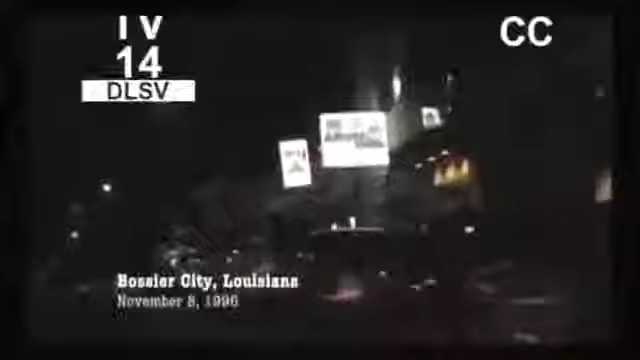 TV
14
DLSV
CC
Bossier City, Louisiana
November 8, 1996